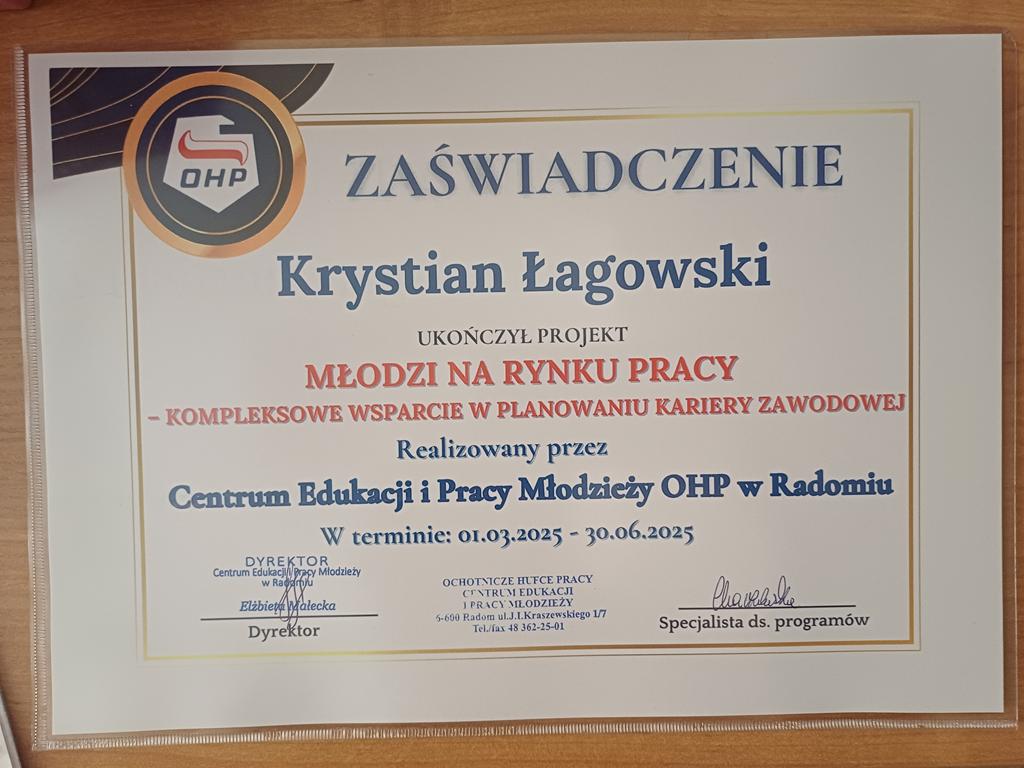 OHP
ZAŚWIADCZENIE
Krystian Łagowski
UKOŃCZYŁ PROJEKT
MŁODZI NA RYNKU PRACY
– KOMPLEKSOWE WSPARCIE W PLANOWANIU KARIERY ZAWODOWEJ
Realizowany przez
Centrum Edukacji i Pracy Młodzieży OHP w Radomiu
W terminie: 01.03.2025 - 30.06.2025
DYREKTOR
Centrum Edukacji i Pracy Młodzieży
w Radomiu
Elżbieta Małecka
Dyrektor
OCHOTNICZE HUFCE PRACY
CENTRUM EDUKACJI
I PRACY MŁODZIEŻY
6-600 Radom ul.J.I.Kraszewskiego 1/7
Tel./fax 48 362-25-01
Specjalista ds. programów